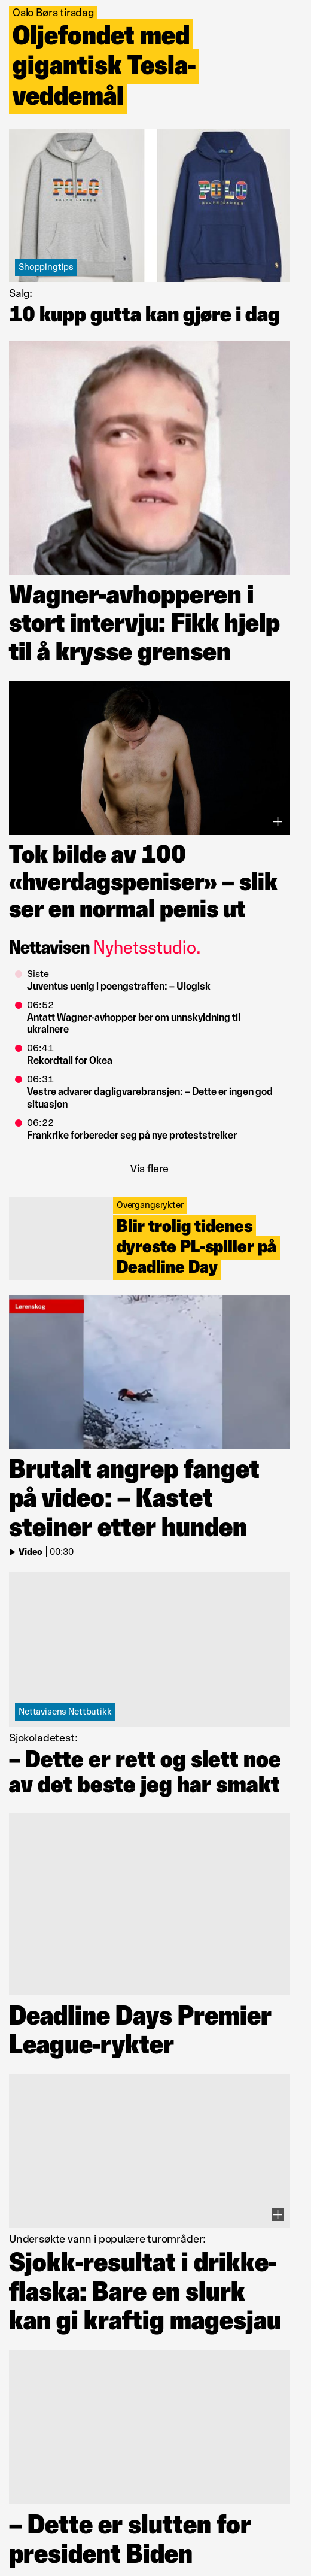 Oslo Børs tirsdag
Oljefondet med
gigantisk Tesla-
veddemål
POLO
RALPH LAUREN
POLO
RALPH LAUREN
Shoppingtips
Salg:
10 kupp gutta kan gjøre i dag
Wagner-avhopperen i
stort intervju: Fikk hjelp
til å krysse grensen
Tok bilde av 100
«hverdagspeniser» – slik
ser en normal penis ut
Nettavisen Nyhetsstudio.
Siste
Juventus uenig i poengstraffen: – Ulogisk
06:52
Antatt Wagner-avhopper ber om unnskyldning til
ukrainere
06:41
Rekordtall for Okea
06:31
Vestre advarer dagligvarebransjen: – Dette er ingen god
situasjon
06:22
Frankrike forbereder seg på nye proteststreiker
Vis flere
Overgangsrykter
Blir trolig tidenes
dyreste PL-spiller på
Deadline Day
Lørenskog
Brutalt angrep fanget
på video: – Kastet
steiner etter hunden
Video 00:30
Nettavisens Nettbutikk
Sjokoladetest:
– Dette er rett og slett noe
av det beste jeg har smakt
Deadline Days Premier
League-rykter
Undersøkte vann i populære turområder:
Sjokk-resultat i drikke-
flaska: Bare en slurk
kan gi kraftig magesjau
– Dette er slutten for
president Biden